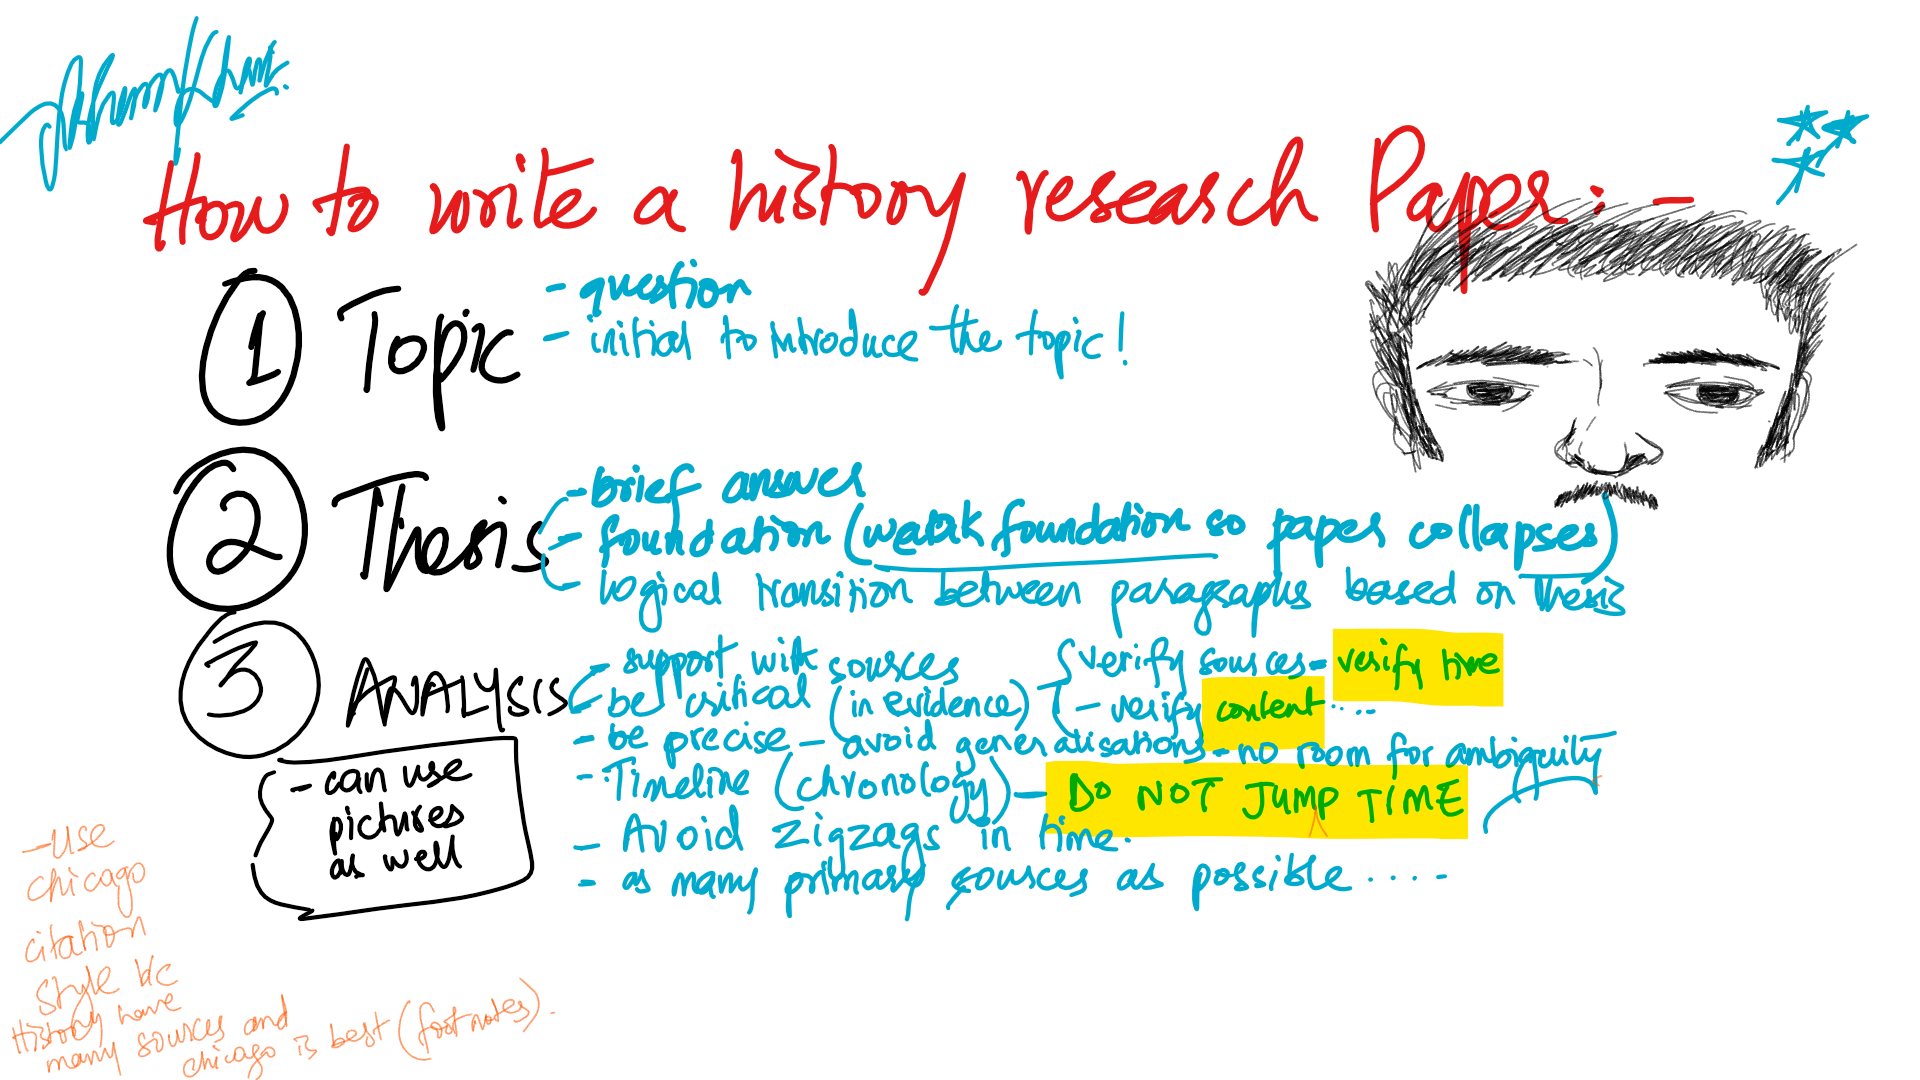 How to write a history research Paper: -
1 Topic
- question
- initial to introduce the topic!
2 Thesis
- brief answer
- foundation (weak foundation so paper collapses)
- logical transition between paragraphs based on Thesis
3 ANALYSIS
- support with sources
- be critical (in evidence) - verify sources - verify time
- verify content ....
- be precise - avoid generalisations - no room for ambiguity
- Timeline (chronology) - DO NOT JUMP TIME
- Avoid zigzags in time.
- as many primary sources as possible .... -
- can use
pictures
as well
- Use
chicago
citation
style b/c
History have
many sources and
chicago is best (footnotes).